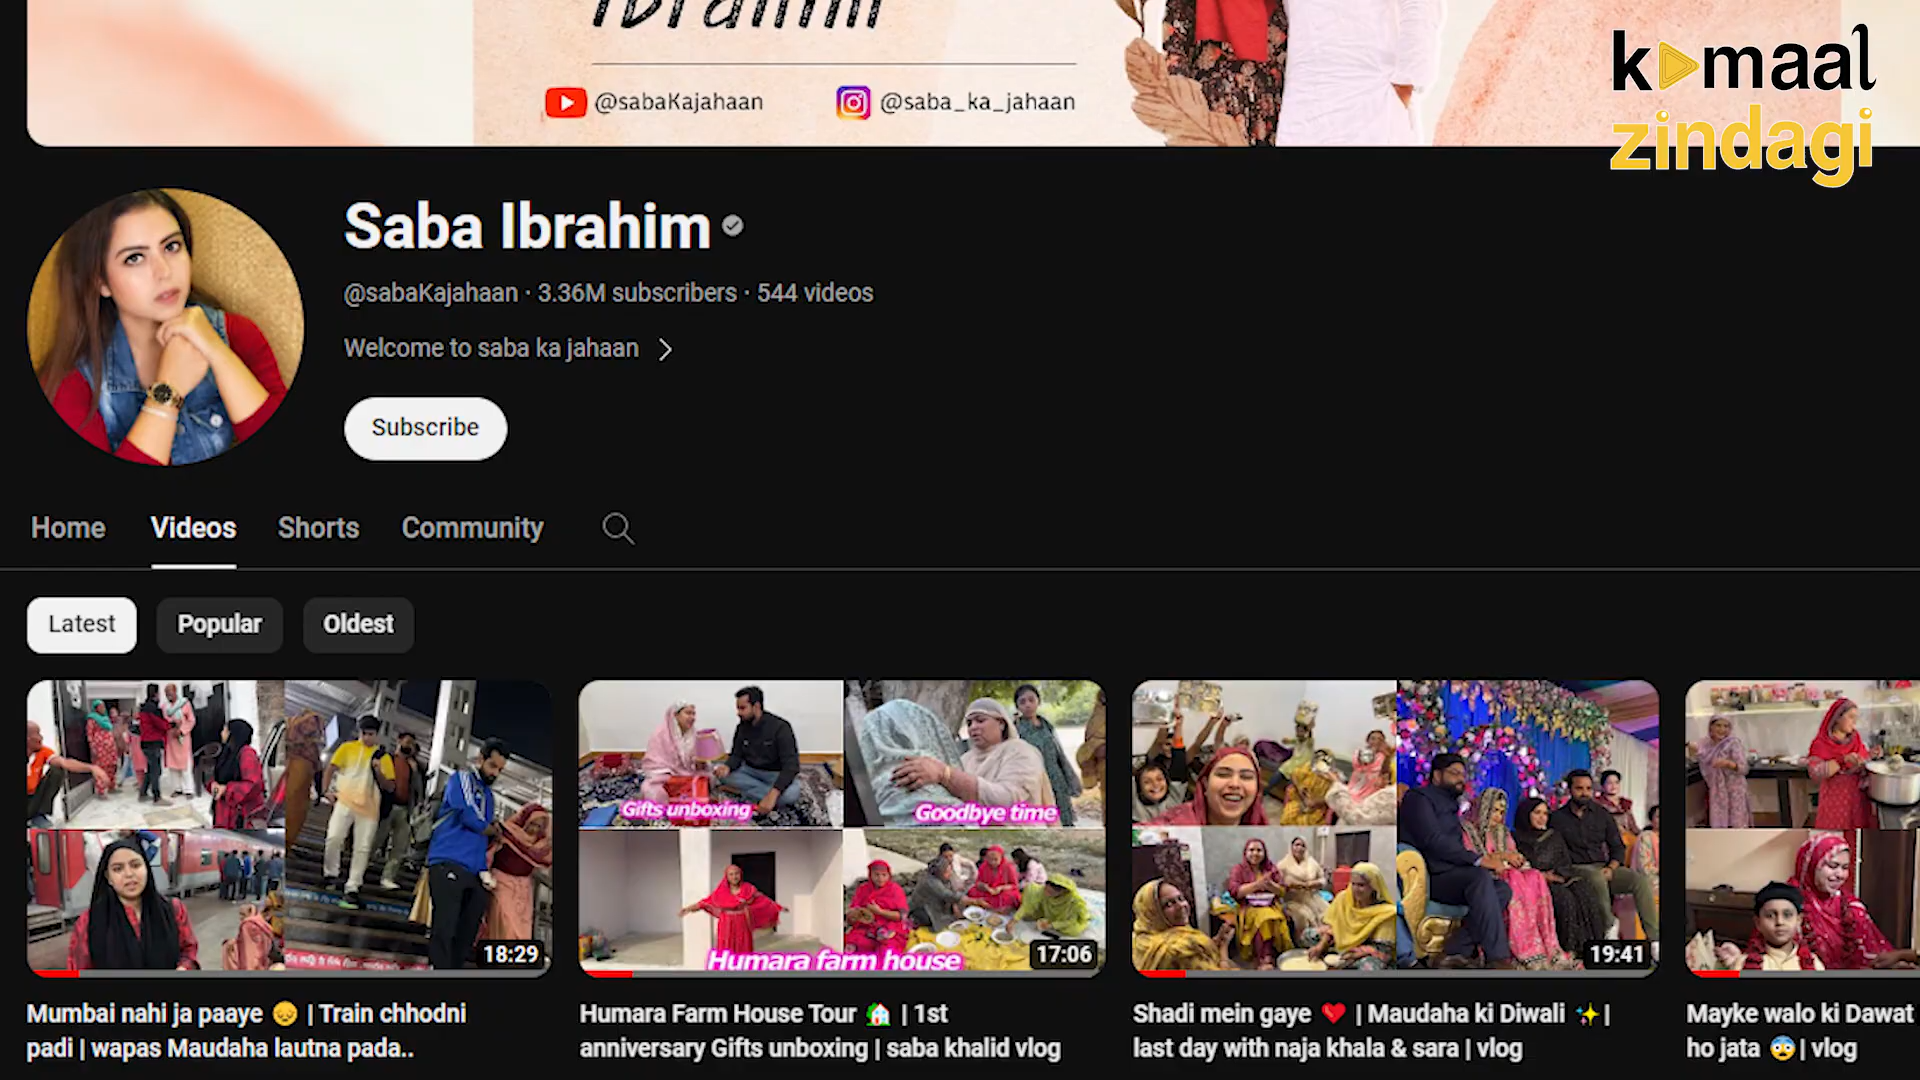 Ibrahim
@sabaKajahaan
@saba_ka_jahaan
komaal
zindagi
Saba Ibrahim
@sabaKajahaan · 3.36M subscribers · 544 videos
Welcome to saba ka jahaan
Subscribe
Home Videos Shorts Community
Latest Popular Oldest
Gifts unboxing
Goodbye time
Humara farm house
18:29
17:06
19:41
Mumbai nahi ja paaye 😞 | Train chhodni
padi | wapas Maudaha lautna pada..
Humara Farm House Tour 🏡 | 1st
anniversary Gifts unboxing | saba khalid vlog
Shadi mein gaye ❤️ | Maudaha ki Diwali ✨ |
last day with naja khala & sara | vlog
Mayke walo ki Dawat
ho jata 😨 | vlog